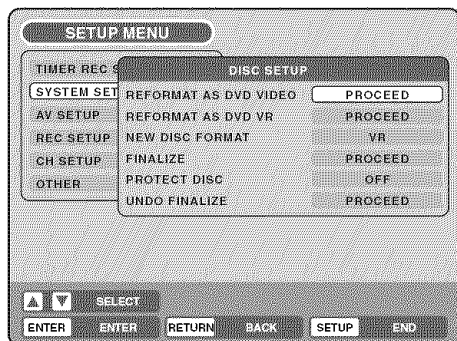 SETUP MENU
TIMER REC S
DISC SETUP
SYSTEM SET
REFORMAT AS DVD VIDEO PROCEED
AV SETUP
REFORMAT AS DVD VR PROCEED
REC SETUP
NEW DISC FORMAT VR
CH SETUP
FINALIZE PROCEED
OTHER
PROTECT DISC OFF
UNDO FINALIZE PROCEED
SELECT
ENTER ENTER RETURN BACK SETUP END